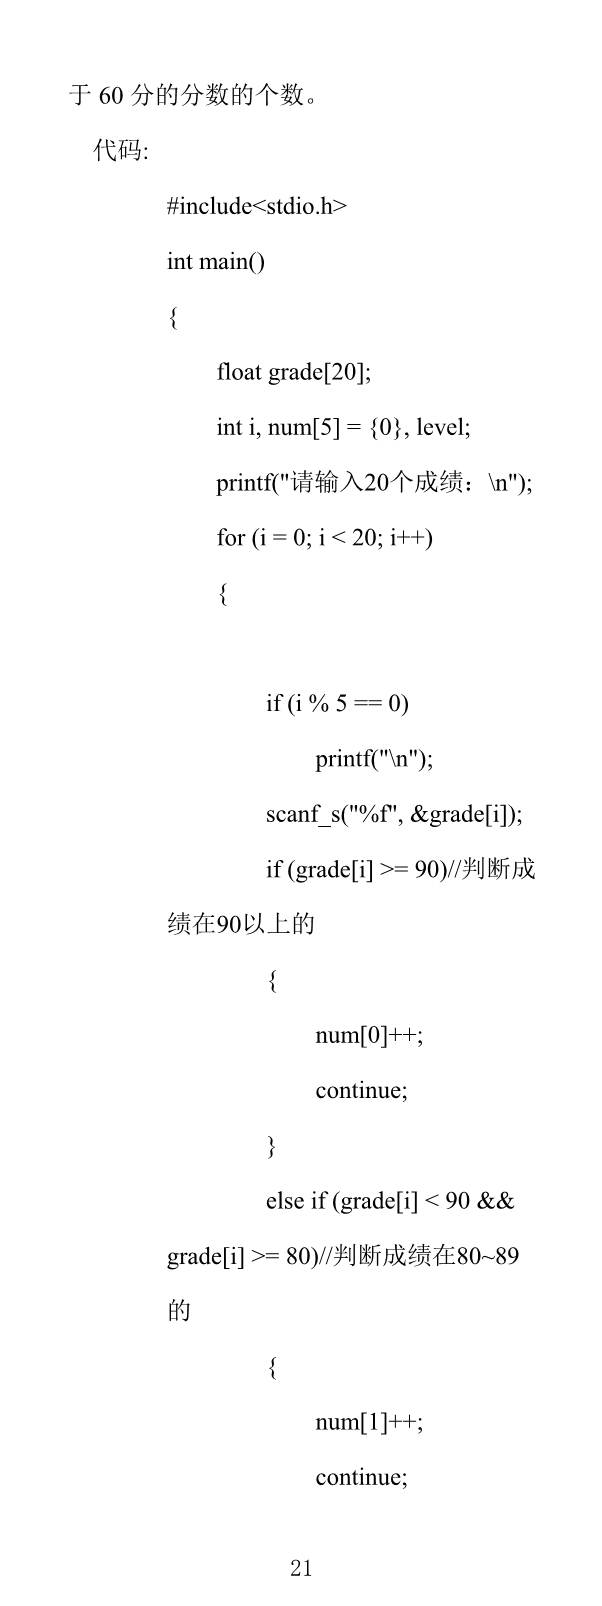 于 60 分的分数的个数。
代码:
#include<stdio.h>
int main()
{
float grade[20];
int i, num[5] = {0}, level;
printf("请输入20个成绩：\n");
for (i = 0; i < 20; i++)
{
if (i % 5 == 0)
printf("\n");
scanf_s("%f", &grade[i]);
if (grade[i] >= 90)//判断成
绩在90以上的
{
num[0]++;
continue;
}
else if (grade[i] < 90 &&
grade[i] >= 80)//判断成绩在80~89
的
{
num[1]++;
continue;
21